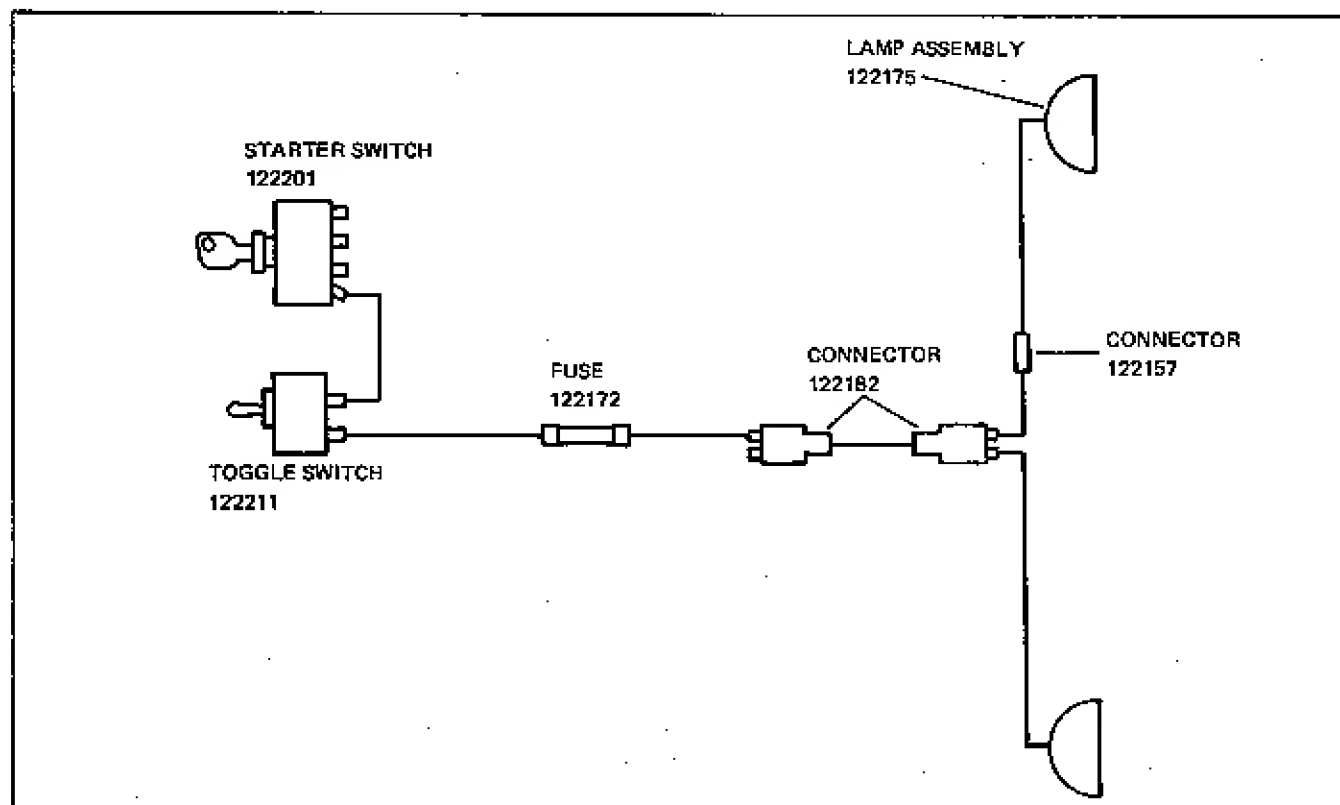 LAMP ASSEMBLY
122175
STARTER SWITCH
122201
CONNECTOR
122157
FUSE
122172
CONNECTOR
122182
TOGGLE SWITCH
122211